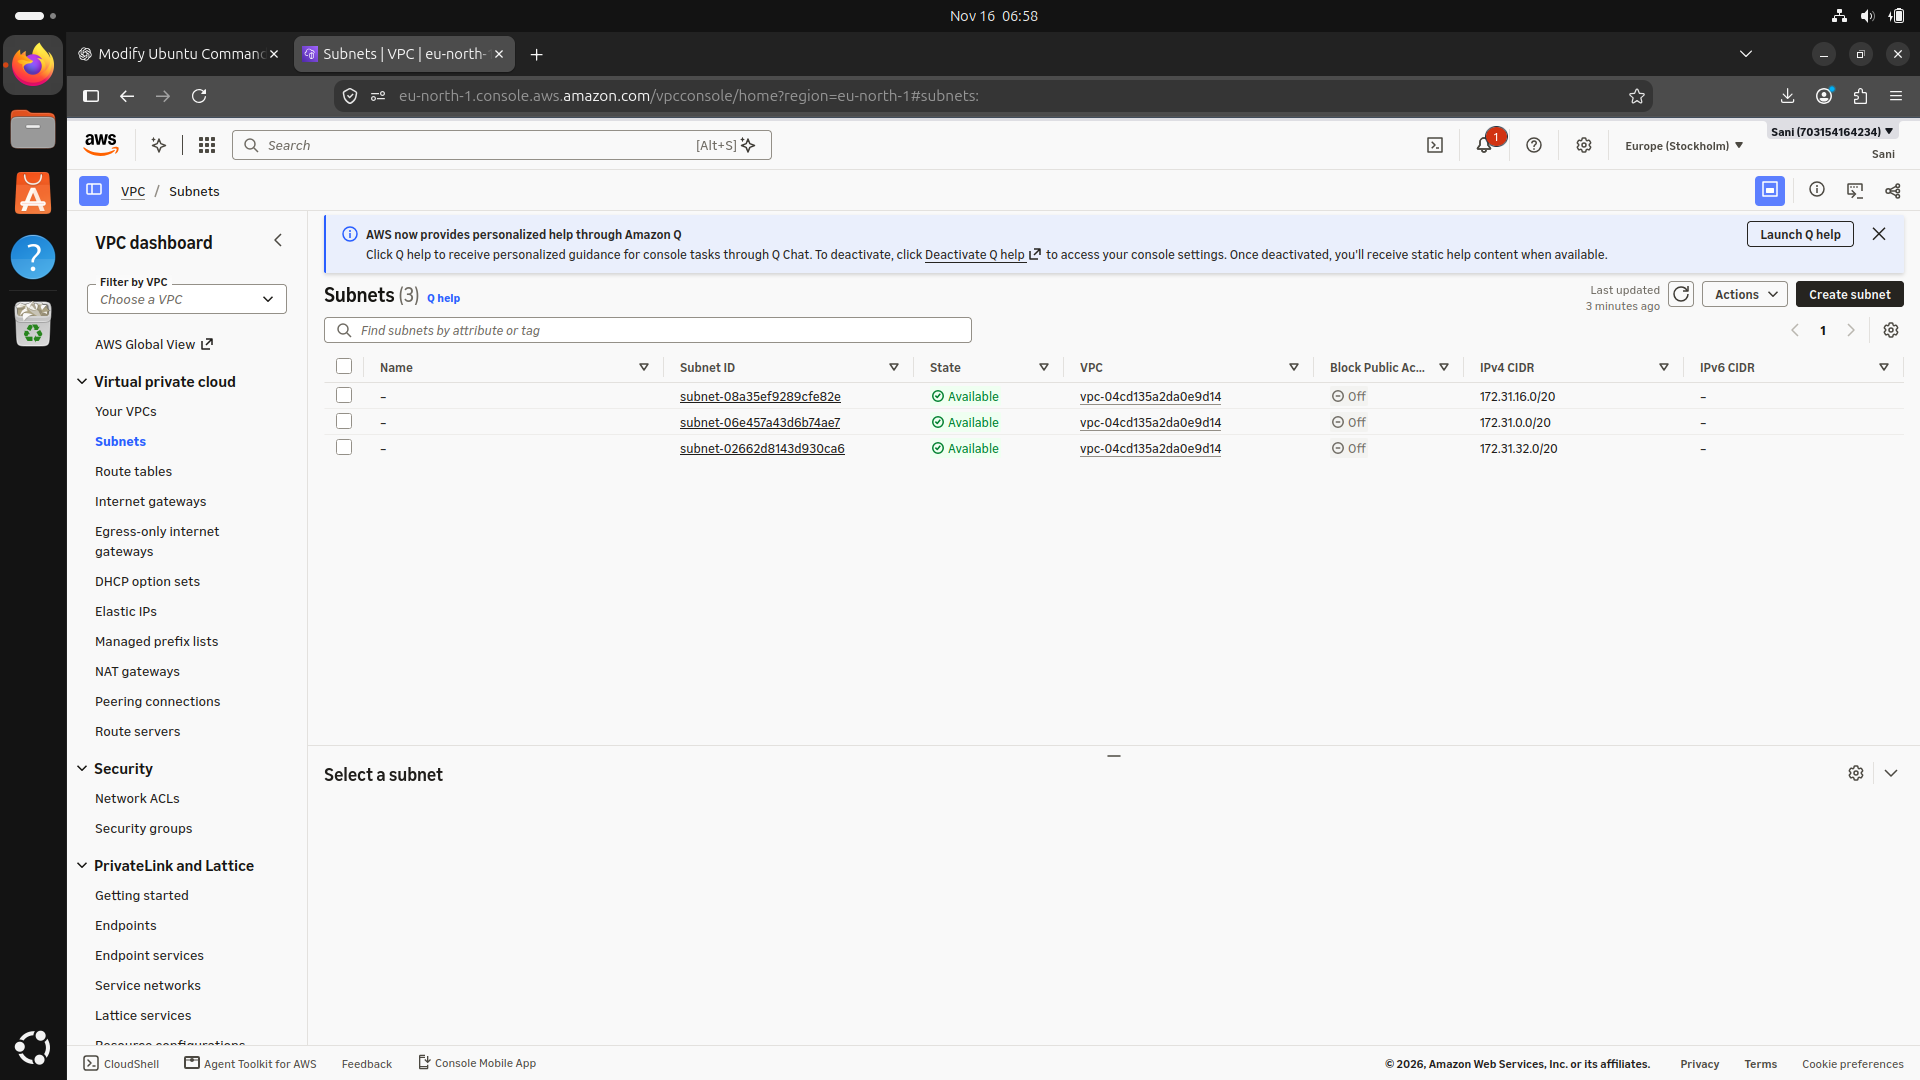 Nov 16 06:58
Modify Ubuntu Comman
Subnets | VPC | eu-north-
eu-north-1.console.aws.amazon.com/vpcconsole/home?region=eu-north-1#subnets:
aws
Search
[Alt+S]
1
Europe (Stockholm)
Sani (703154164234)
Sani
VPC / Subnets
VPC dashboard
Filter by VPC
Choose a VPC
AWS Global View
Virtual private cloud
Your VPCs
Subnets
Route tables
Internet gateways
Egress-only internet
gateways
DHCP option sets
Elastic IPs
Managed prefix lists
NAT gateways
Peering connections
Route servers
Security
Network ACLs
Security groups
PrivateLink and Lattice
Getting started
Endpoints
Endpoint services
Service networks
Lattice services
Resource configurations
AWS now provides personalized help through Amazon Q
Click Q help to receive personalized guidance for console tasks through Q Chat. To deactivate, click Deactivate Q help to access your console settings. Once deactivated, you'll receive static help content when available.
Launch Q help
Subnets (3) Q help
Last updated
3 minutes ago
Actions
Create subnet
Find subnets by attribute or tag
1
Name Subnet ID State VPC Block Public Ac... IPv4 CIDR IPv6 CIDR
– subnet-08a35ef9289cfe82e Available vpc-04cd135a2da0e9d14 Off 172.31.16.0/20 –
– subnet-06e457a43d6b74ae7 Available vpc-04cd135a2da0e9d14 Off 172.31.0.0/20 –
– subnet-02662d8143d930ca6 Available vpc-04cd135a2da0e9d14 Off 172.31.32.0/20 –
Select a subnet
CloudShell Agent Toolkit for AWS Feedback Console Mobile App
© 2026, Amazon Web Services, Inc. or its affiliates. Privacy Terms Cookie preferences